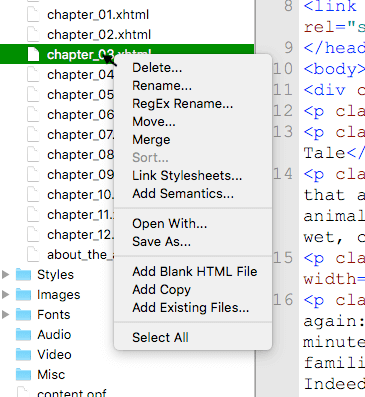 chapter_01.xhtml
chapter_02.xhtml
chapter_03.xhtml
chapter_04
chapter_05
chapter_06
chapter_07.
chapter_08
chapter_09
chapter_10.
chapter_11.
chapter_12.
about_the_a
Styles
Images
Fonts
Audio
Video
Misc
content.opf
Delete...
Rename...
RegEx Rename...
Move...
Merge
Sort...
Link Stylesheets...
Add Semantics...
Open With...
Save As...
Add Blank HTML File
Add Copy
Add Existing Files...
Select All
8 <link
rel="s
9 </head
10 <body>
11 <div c
12 <p cla
13 <p cla
Tale</
14 <p cla
that a
animal
wet, c
15 <p cla
width=
16 <p cla
again:
minute
famili
Indeed